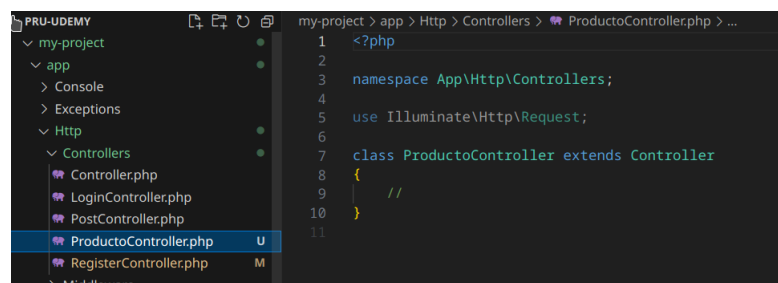 PRU-UDEMY
my-project
app
Console
Exceptions
Http
Controllers
Controller.php
LoginController.php
PostController.php
ProductoController.php U
RegisterController.php M
my-project > app > Http > Controllers > ProductoController.php > ...
1 <?php
2
3 namespace App\Http\Controllers;
4
5 use Illuminate\Http\Request;
6
7 class ProductoController extends Controller
8 {
9 //
10 }
11